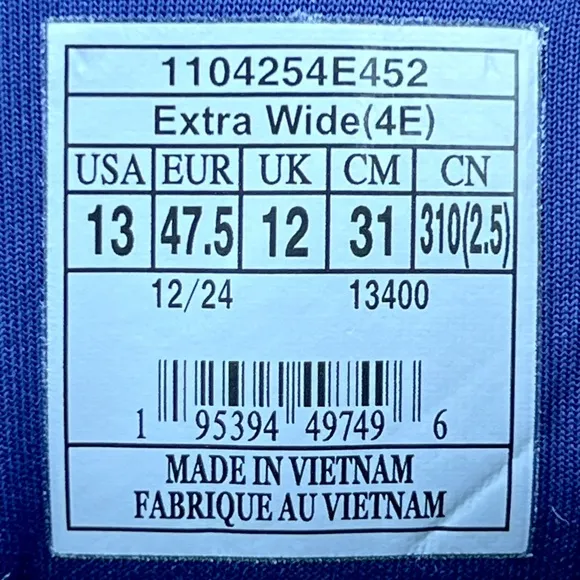 1104254E452
Extra Wide(4E)
USA EUR UK CM CN
13 47.5 12 31 310(2.5)
12/24 13400
1 95394 49749 6
MADE IN VIETNAM
FABRIQUE AU VIETNAM